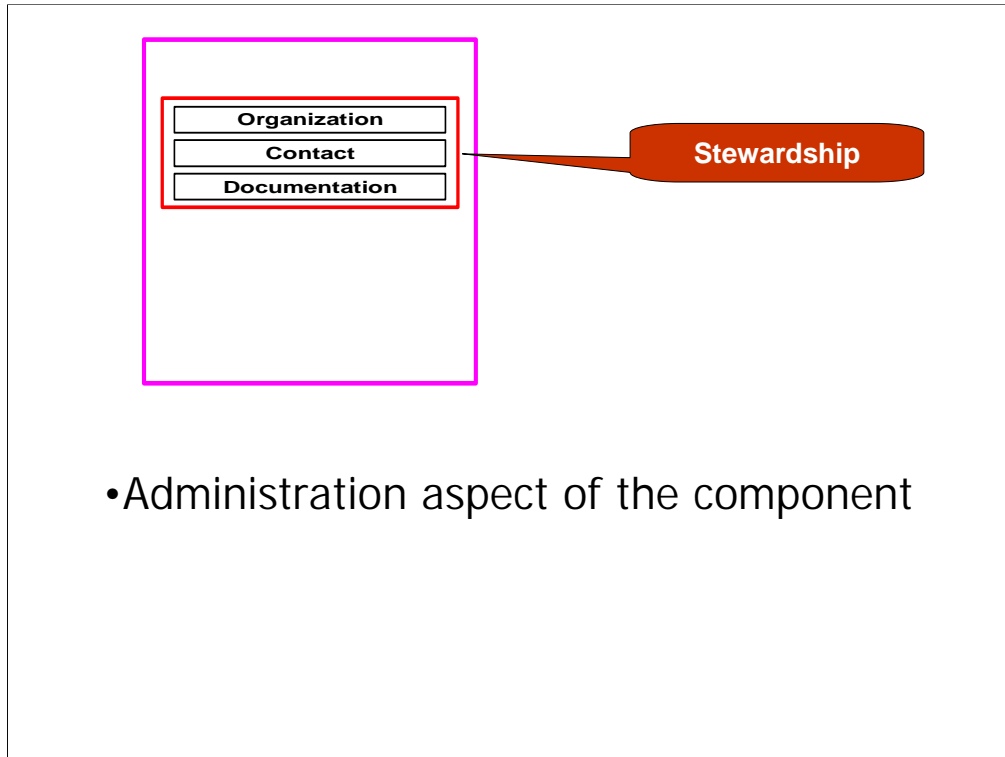 Organization
Contact
Documentation
Stewardship
•Administration aspect of the component